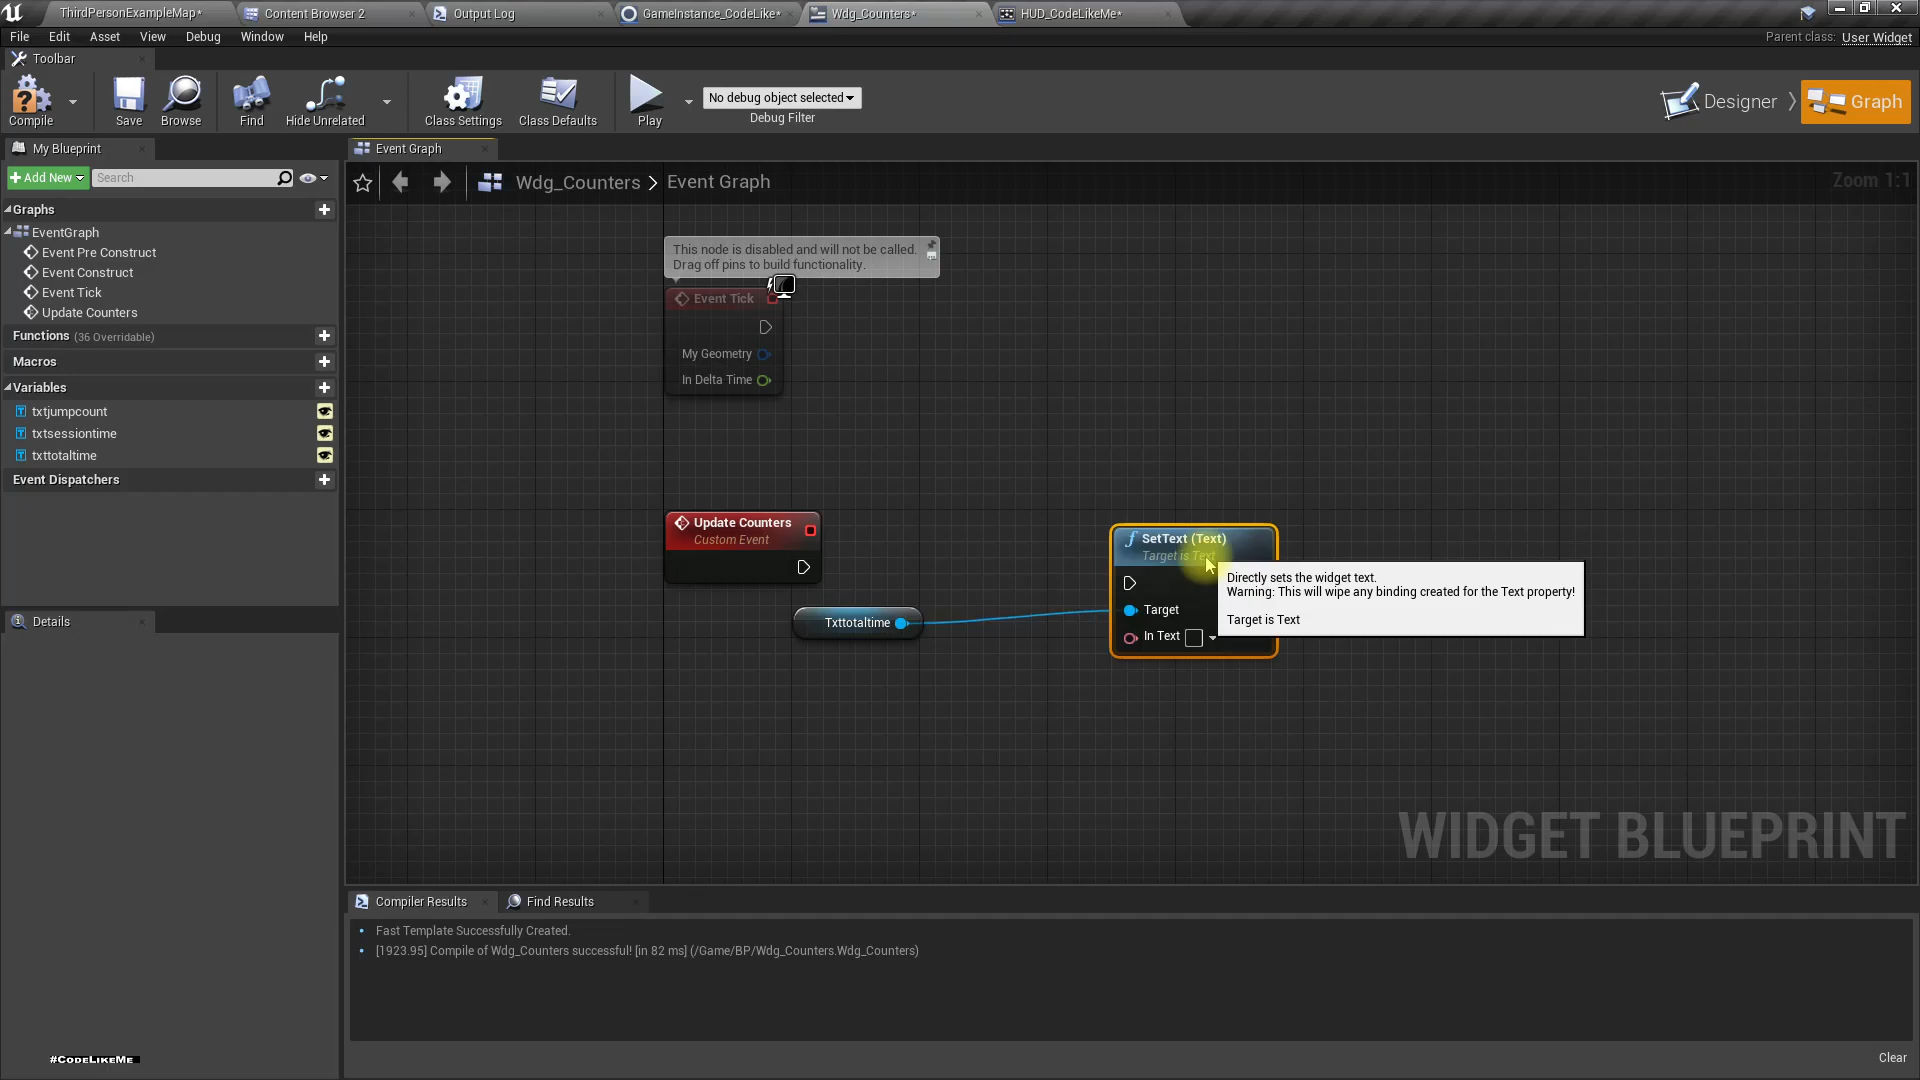 ThirdPersonExampleMap*
Content Browser 2
Output Log
GameInstance_CodeLike*
Wdg_Counters*
HUD_CodeLikeMe*
File Edit Asset View Debug Window Help
Parent class: User Widget
Toolbar
Compile
Save
Browse
Find
Hide Unrelated
Class Settings
Class Defaults
Play
No debug object selected
Debug Filter
Designer
Graph
My Blueprint
Event Graph
Add New
Search
Wdg_Counters
Event Graph
Zoom 1:1
Graphs
EventGraph
Event Pre Construct
Event Construct
Event Tick
Update Counters
Functions (36 Overridable)
Macros
Variables
txtjumpcount
txtsessiontime
txttotaltime
Event Dispatchers
Details
This node is disabled and will not be called.
Drag off pins to build functionality.
Event Tick
My Geometry
In Delta Time
Update Counters
Custom Event
Txttotaltime
SetText (Text)
Target is Text
Target
In Text
Directly sets the widget text.
Warning: This will wipe any binding created for the Text property!
Target is Text
WIDGET BLUEPRINT
Compiler Results
Find Results
Fast Template Successfully Created.
[1923.95] Compile of Wdg_Counters successful! [in 82 ms] (/Game/BP/Wdg_Counters.Wdg_Counters)
Clear
#CodeLikeMe